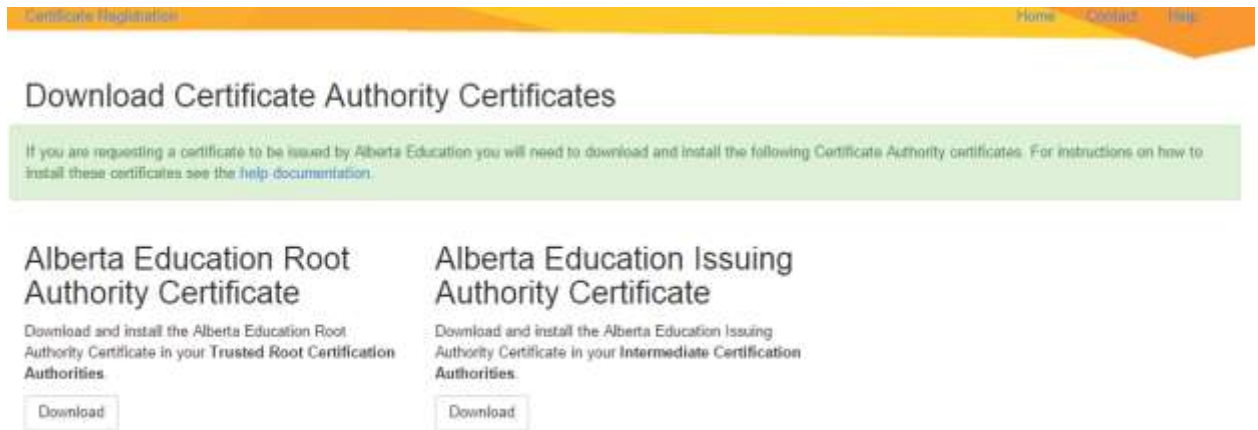 Certificate Registration
Home Contact Help
Download Certificate Authority Certificates
If you are requesting a certificate to be issued by Alberta Education you will need to download and install the following Certificate Authority certificates. For instructions on how to
install these certificates see the help documentation.
Alberta Education Root
Authority Certificate
Download and install the Alberta Education Root
Authority Certificate in your Trusted Root Certification
Authorities.
Download
Alberta Education Issuing
Authority Certificate
Download and install the Alberta Education Issuing
Authority Certificate in your Intermediate Certification
Authorities.
Download